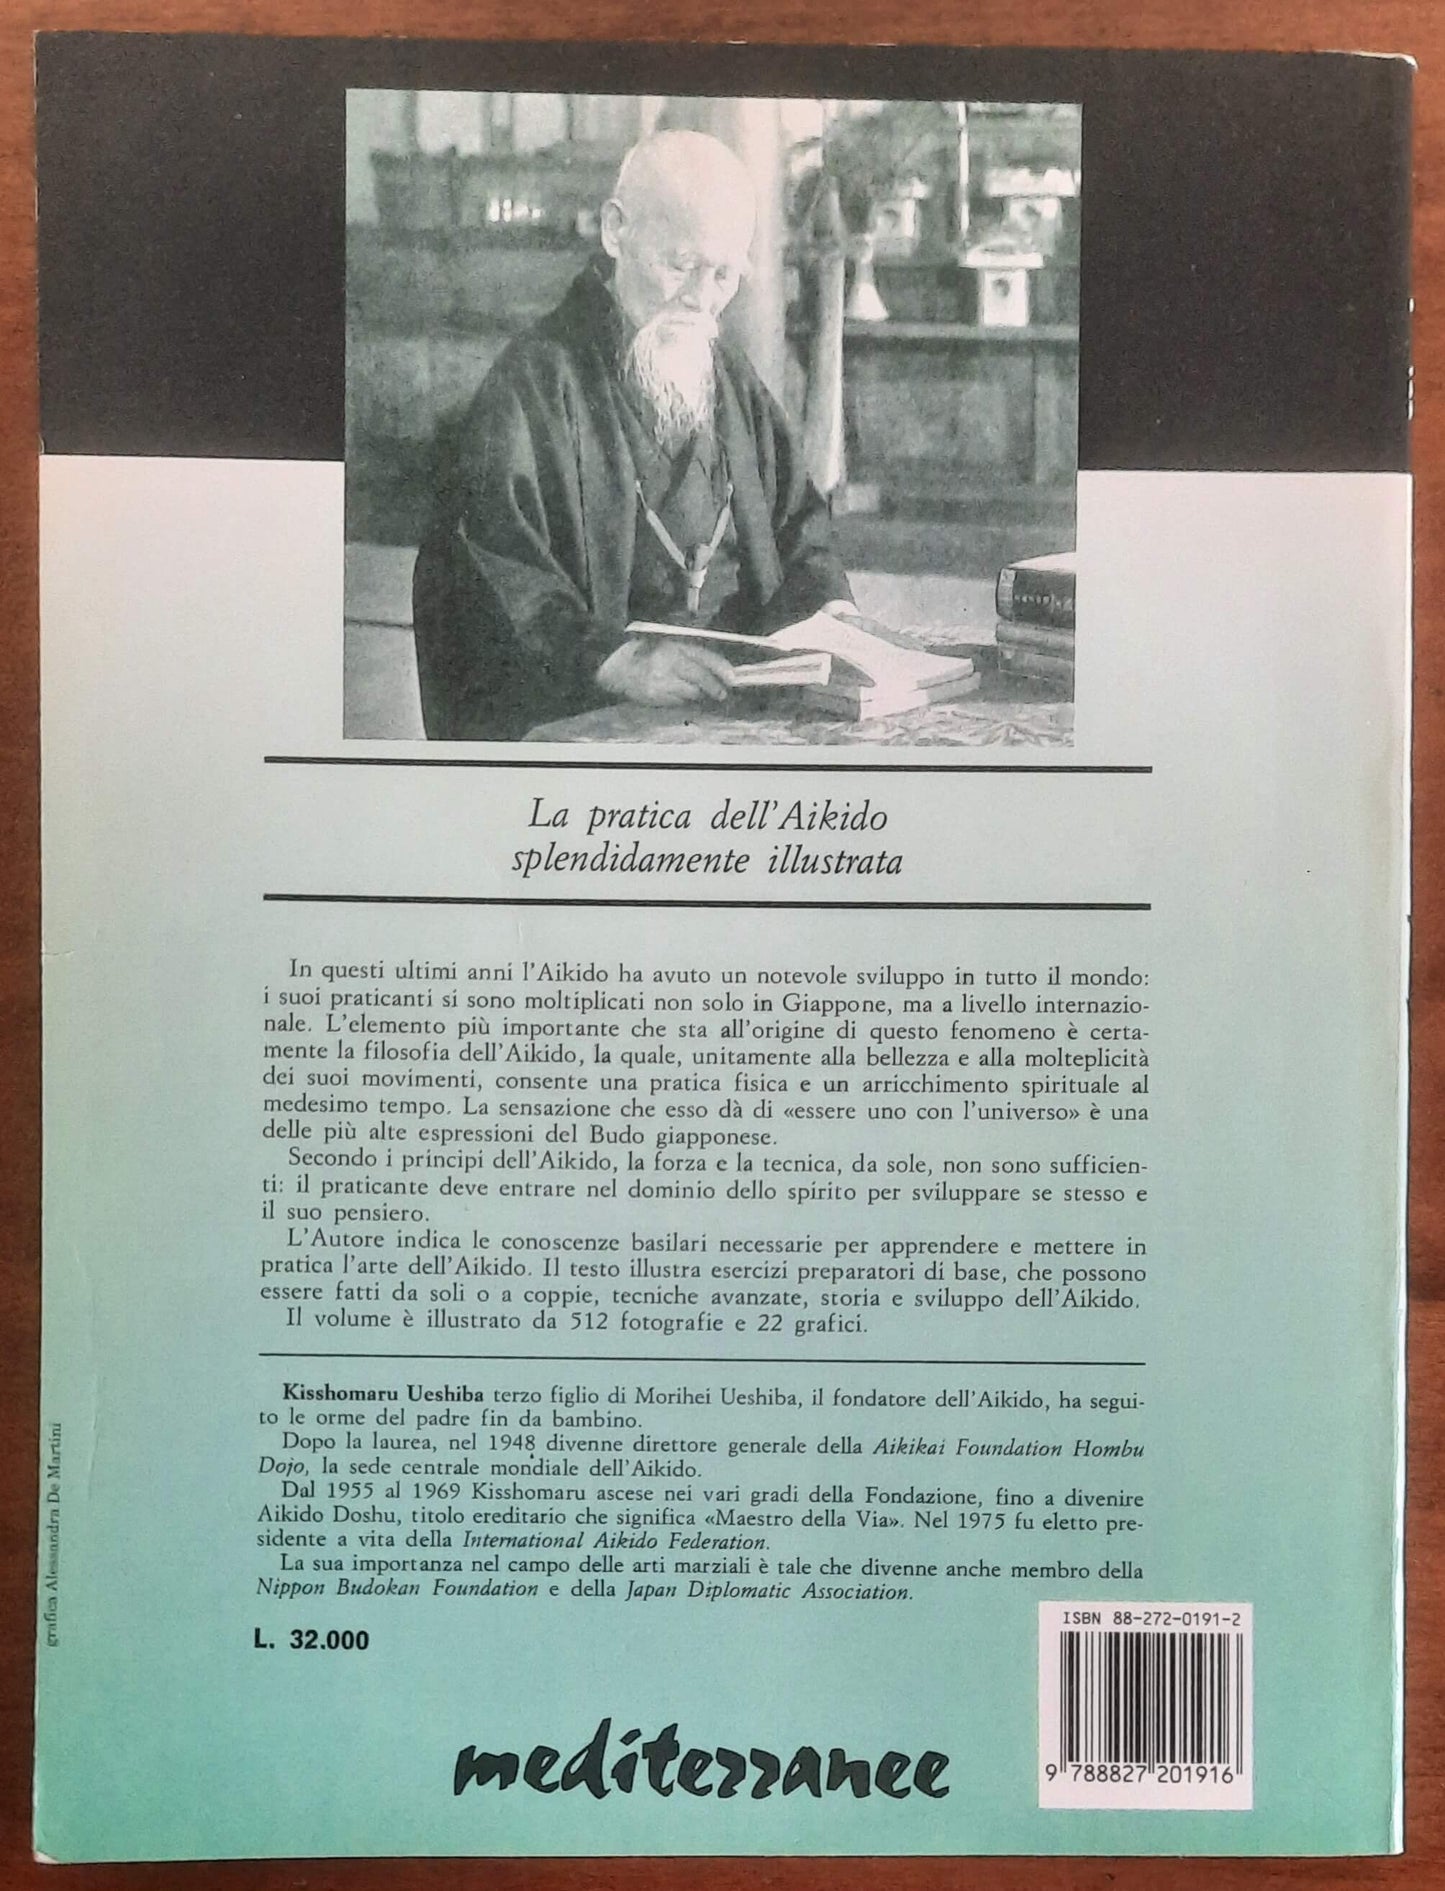 La pratica dell'Aikido
splendidamente illustrata
In questi ultimi anni l'Aikido ha avuto un notevole sviluppo in tutto il mondo:
i suoi praticanti si sono moltiplicati non solo in Giappone, ma a livello internazio-
nale. L'elemento più importante che sta all'origine di questo fenomeno è certa-
mente la filosofia dell'Aikido, la quale, unitamente alla bellezza e alla molteplicità
dei suoi movimenti, consente una pratica fisica e un arricchimento spirituale al
medesimo tempo. La sensazione che esso dà di «essere uno con l'universo» è una
delle più alte espressioni del Budo giapponese.
Secondo i principi dell'Aikido, la forza e la tecnica, da sole, non sono sufficien-
ti: il praticante deve entrare nel dominio dello spirito per sviluppare se stesso e
il suo pensiero.
L'Autore indica le conoscenze basilari necessarie per apprendere e mettere in
pratica l'arte dell'Aikido. Il testo illustra esercizi preparatori di base, che possono
essere fatti da soli o a coppie, tecniche avanzate, storia e sviluppo dell'Aikido.
Il volume è illustrato da 512 fotografie e 22 grafici.
Kisshomaru Ueshiba terzo figlio di Morihei Ueshiba, il fondatore dell'Aikido, ha segui-
to le orme del padre fin da bambino.
Dopo la laurea, nel 1948 divenne direttore generale della Aikikai Foundation Hombu
Dojo, la sede centrale mondiale dell'Aikido.
Dal 1955 al 1969 Kisshomaru ascese nei vari gradi della Fondazione, fino a divenire
Aikido Doshu, titolo ereditario che significa «Maestro della Via». Nel 1975 fu eletto pre-
sidente a vita della International Aikido Federation.
La sua importanza nel campo delle arti marziali è tale che divenne anche membro della
Nippon Budokan Foundation e della Japan Diplomatic Association.
L. 32.000
ISBN 88-272-0191-2
9 788827 201916
mediterranee
grafica Alessandra De Martini